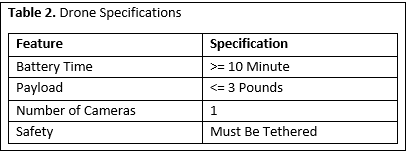 Table 2. Drone Specifications
Feature Specification
Battery Time >= 10 Minute
Payload <= 3 Pounds
Number of Cameras 1
Safety Must Be Tethered